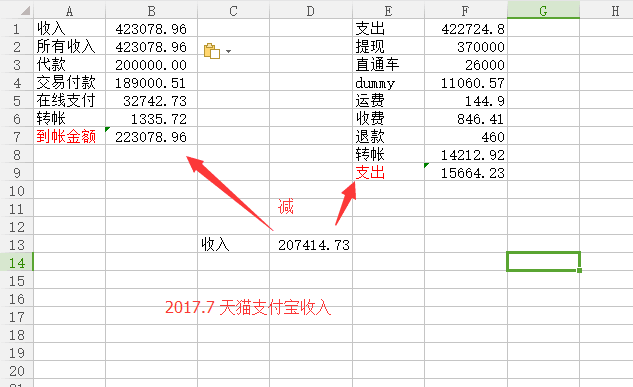 A B C D E F G H
1 收入 423078.96 支出 422724.8
2 所有收入 423078.96 提现 370000
3 代款 200000.00 直通车 26000
4 交易付款 189000.51 dummy 11060.57
5 在线支付 32742.73 运费 144.9
6 转帐 1335.72 收费 846.41
7 到帐金额 223078.96 退款 460
8 转帐 14212.92
9 支出 15664.23
10
11 减
12
13 收入 207414.73
14
15
16
17 2017.7 天猫支付宝收入
18
19
20